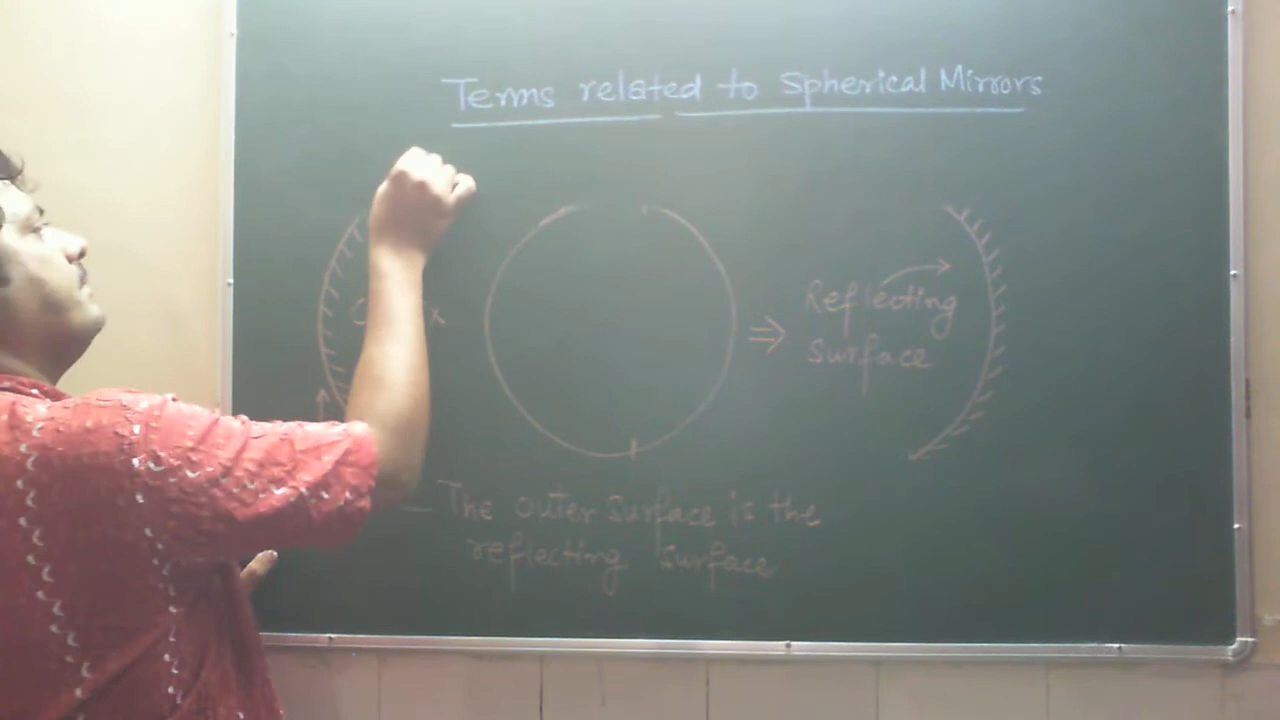 Terms related to Spherical Mirrors
Reflecting
Surface
The outer surface is the
reflecting surface